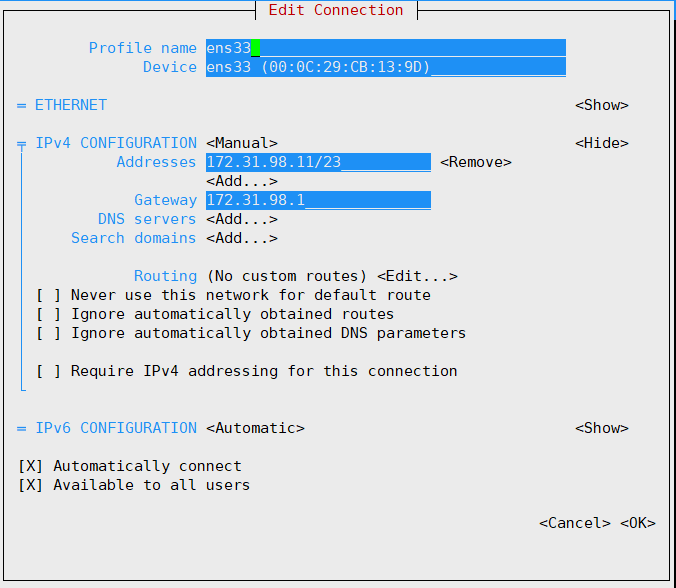 Edit Connection
Profile name ens33
Device ens33 (00:0C:29:CB:13:9D)
= ETHERNET <Show>
IPv4 CONFIGURATION <Manual> <Hide>
Addresses 172.31.98.11/23 <Remove>
<Add...>
Gateway 172.31.98.1
DNS servers <Add...>
Search domains <Add...>
Routing (No custom routes) <Edit...>
[ ] Never use this network for default route
[ ] Ignore automatically obtained routes
[ ] Ignore automatically obtained DNS parameters
[ ] Require IPv4 addressing for this connection
= IPv6 CONFIGURATION <Automatic> <Show>
[X] Automatically connect
[X] Available to all users
<Cancel> <OK>